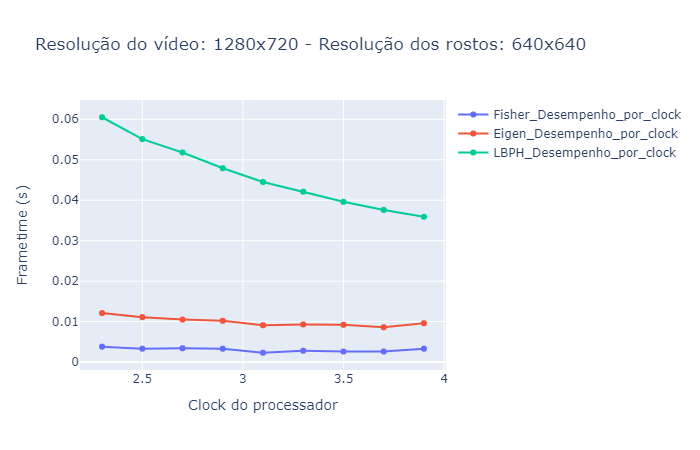 Resolução do vídeo: 1280x720 - Resolução dos rostos: 640x640
Fisher_Desempenho_por_clock
Eigen_Desempenho_por_clock
LBPH_Desempenho_por_clock
0.06
0.05
0.04
0.03
0.02
0.01
0
Frametime (s)
2.5
3
3.5
4
Clock do processador